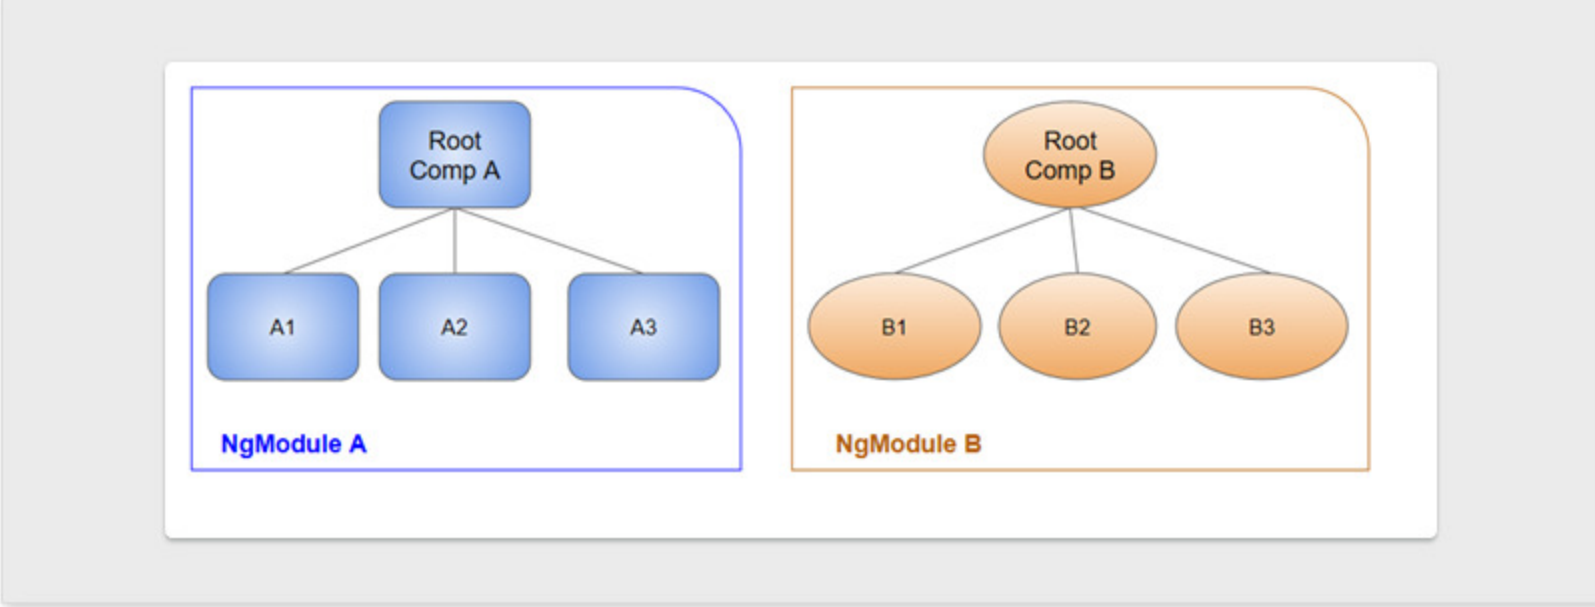 Root
Comp A
A1
A2
A3
NgModule A
Root
Comp B
B1
B2
B3
NgModule B